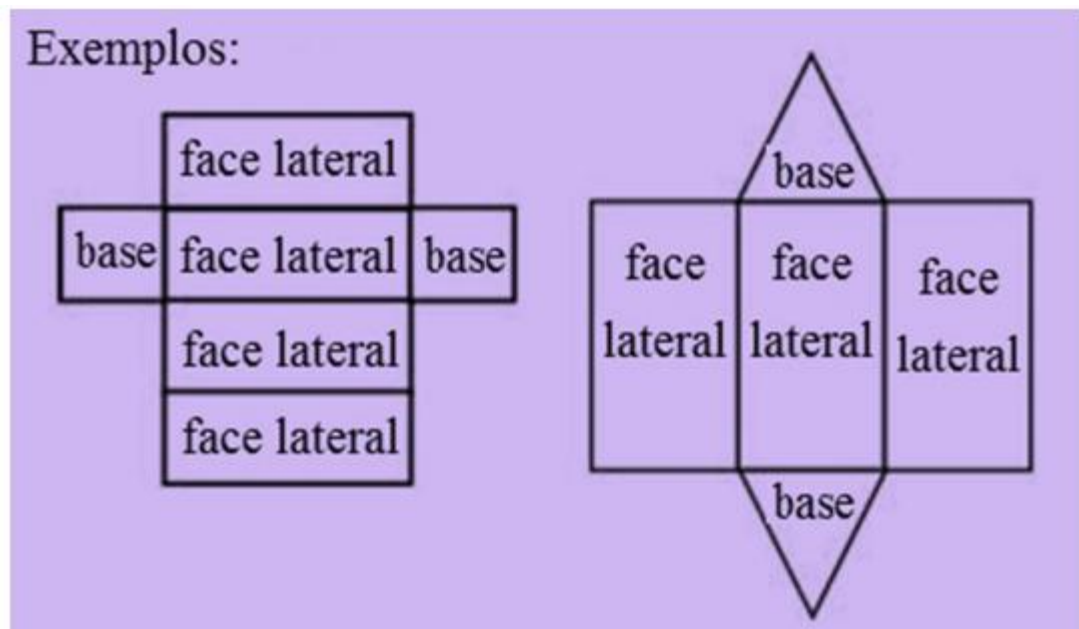 Exemplos:
face lateral
base face lateral base
face lateral
face lateral
base
face
lateral
face
lateral
face
lateral
base